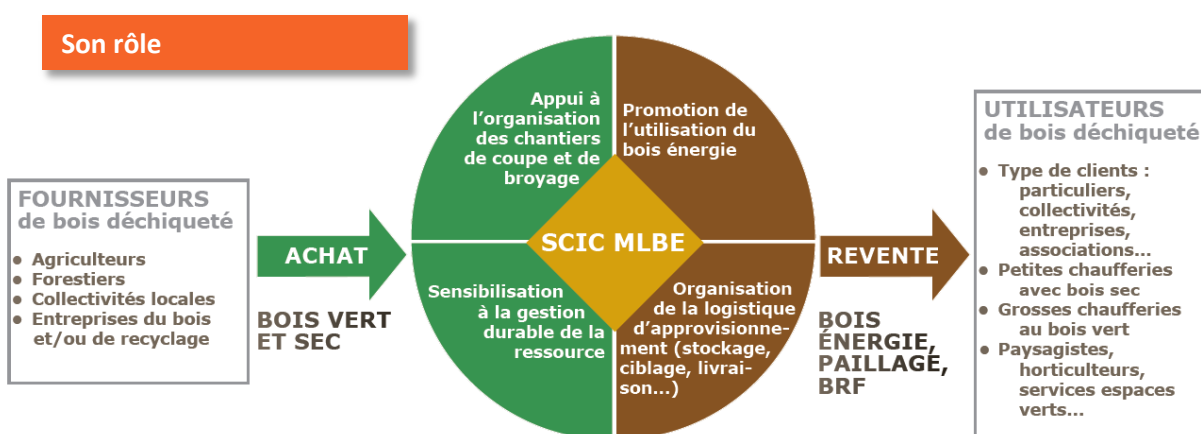 Son rôle
FOURNISSEURS
de bois déchiqueté
• Agriculteurs
• Forestiers
• Collectivités locales
• Entreprises du bois
et/ou de recyclage
ACHAT
BOIS VERT
ET SEC
Appui à
l’organisation
des chantiers
de coupe et de
broyage
Promotion de
l’utilisation du
bois énergie
SCIC MLBE
Sensibilisation
à la gestion
durable de la
ressource
Organisation
de la logistique
d’approvisionne-
ment (stockage,
ciblage, livrai-
son...)
REVENTE
BOIS
ÉNERGIE,
PAILLAGE,
BRF
UTILISATEURS
de bois déchiqueté
• Type de clients :
particuliers,
collectivités,
entreprises,
associations...
• Petites chaufferies
avec bois sec
• Grosses chaufferies
au bois vert
• Paysagistes,
horticulteurs,
services espaces
verts...